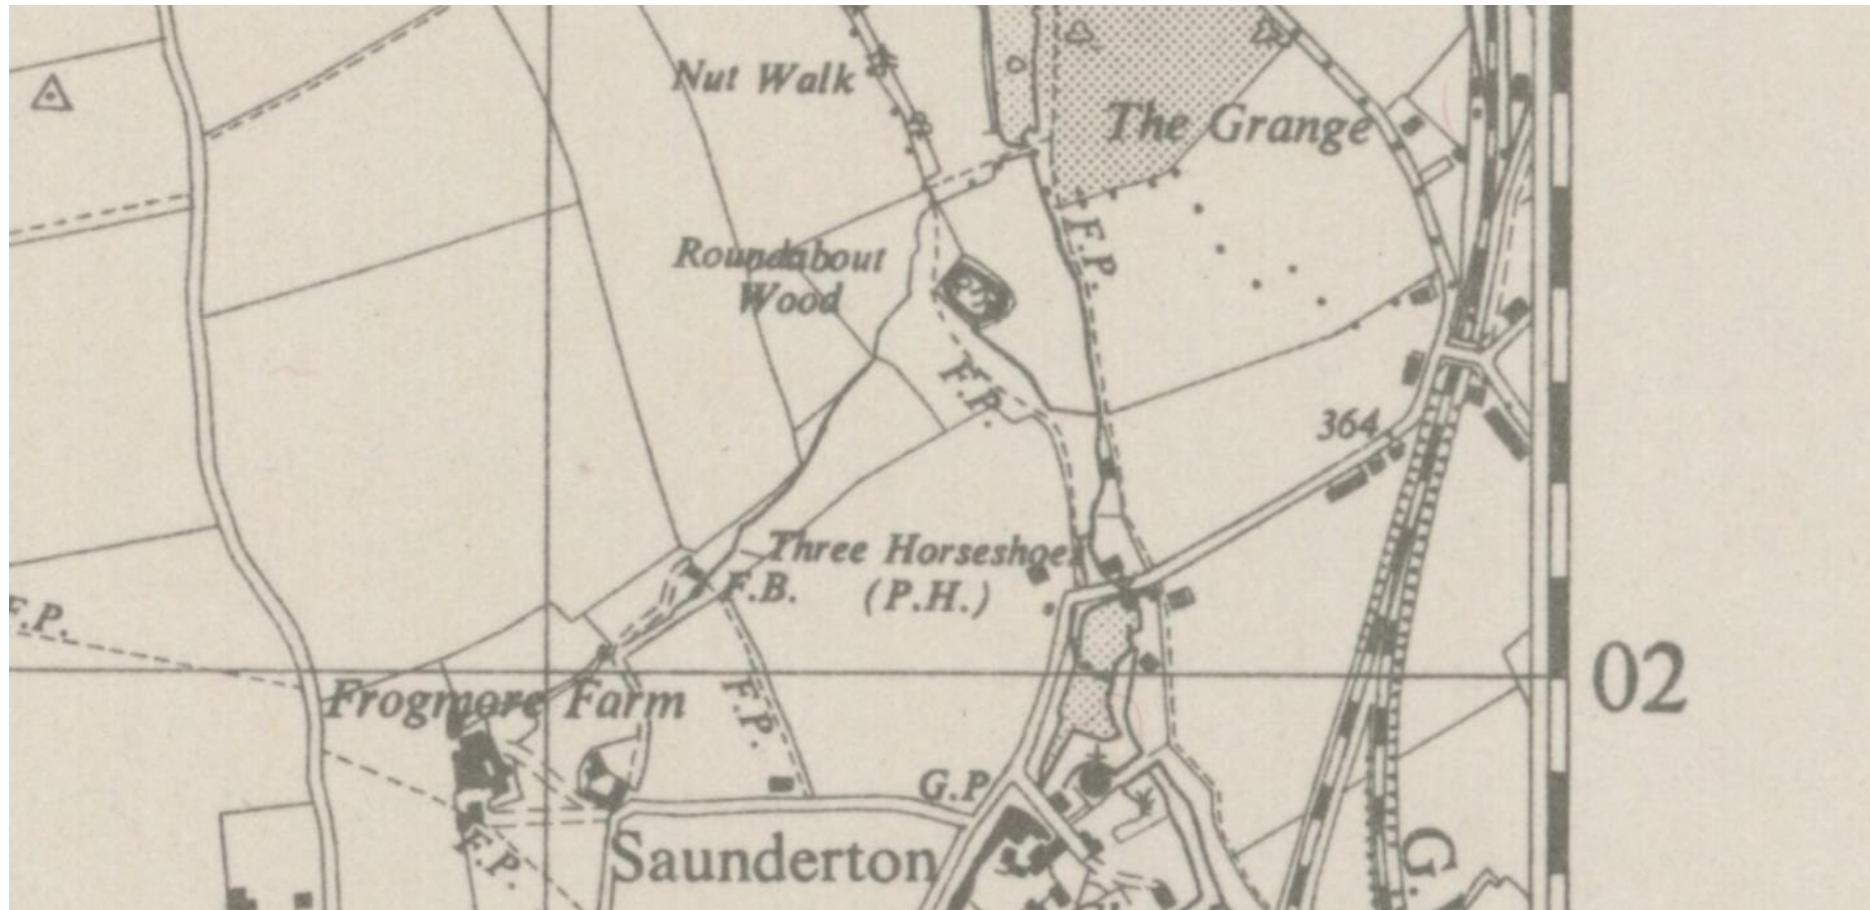 Nut Walk
The Grange
F.P.
Roundabout
Wood
F.P.
364
Three Horseshoes
(P.H.)
F.B.
F.P.
02
Frogmore Farm
F.P.
G.P
Saunderton
F.P.
G.